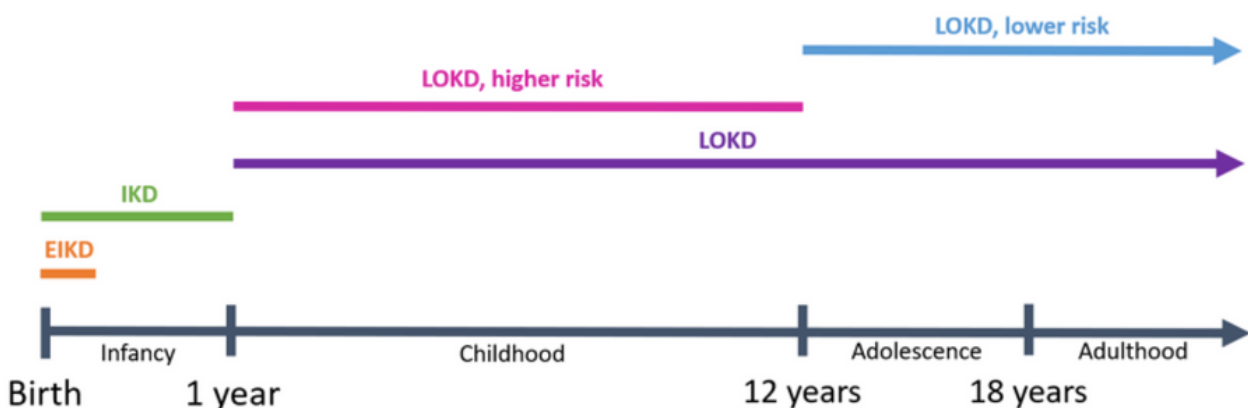 LOKD, lower risk
LOKD, higher risk
LOKD
IKD
EIKD
Infancy Childhood Adolescence Adulthood
Birth 1 year 12 years 18 years